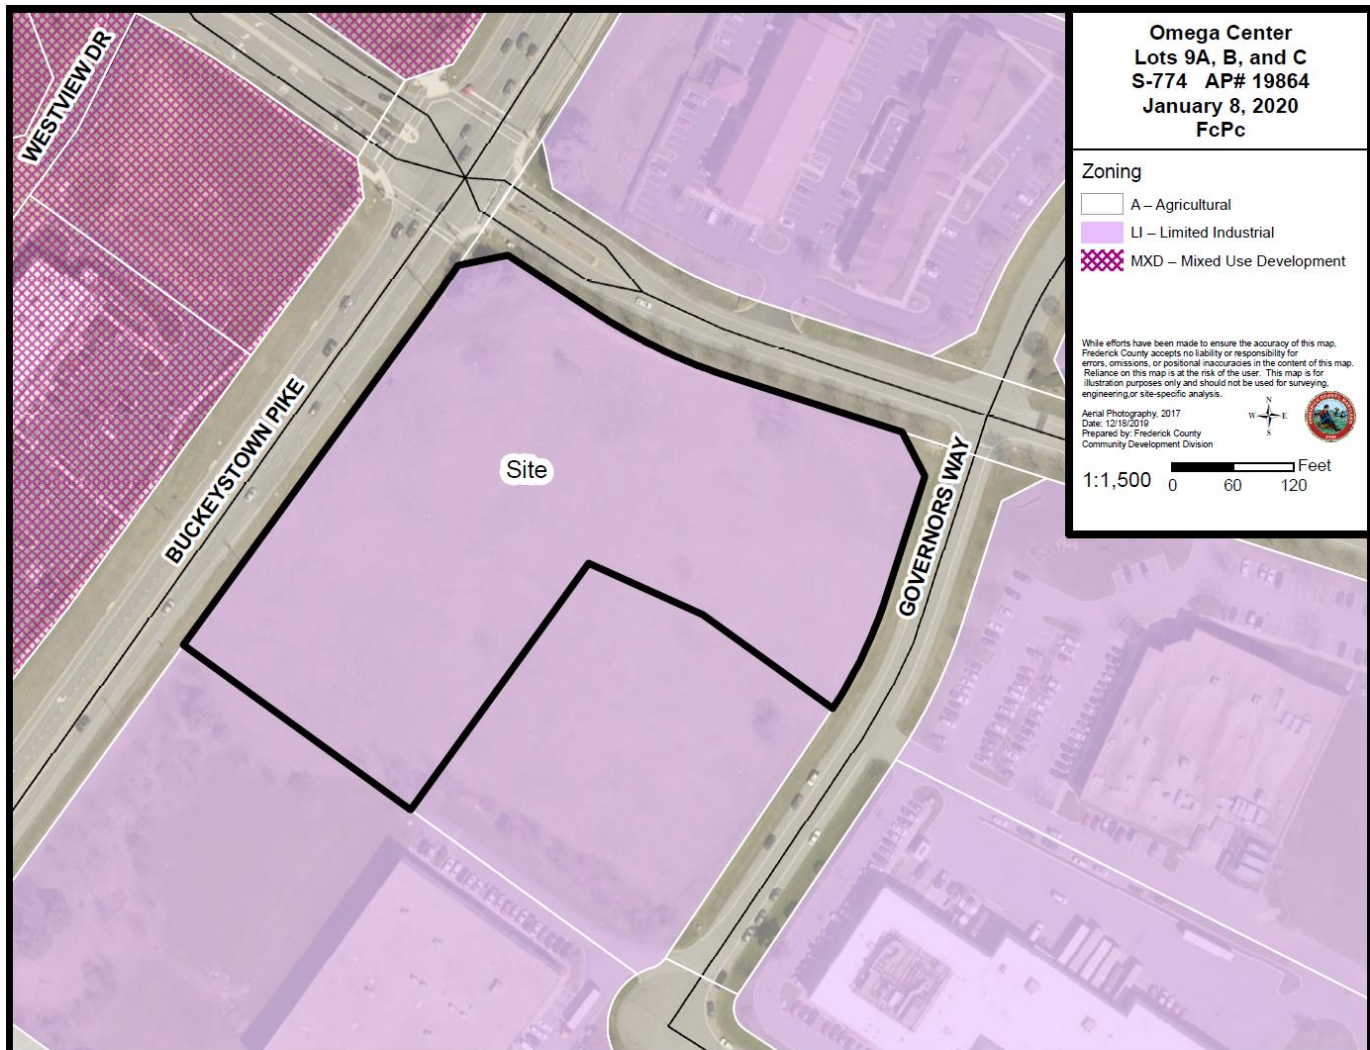 Omega Center
Lots 9A, B, and C
S-774 AP# 19864
January 8, 2020
FcPc
Zoning
A – Agricultural
LI – Limited Industrial
MXD – Mixed Use Development
While efforts have been made to ensure the accuracy of this map,
Frederick County accepts no liability or responsibility for
errors, omissions, or positional inaccuracies in the content of this map.
Reliance on this map is at the risk of the user. This map is for
illustration purposes only and should not be used for surveying,
engineering,or site-specific analysis.
Aerial Photography, 2017
Date: 12/18/2019
Prepared by: Frederick County
Community Development Division
N
W E
S
1:1,500
Feet
0 60 120
WESTVIEW DR
BUCKEYSTOWN PIKE
Site
GOVERNORS WAY